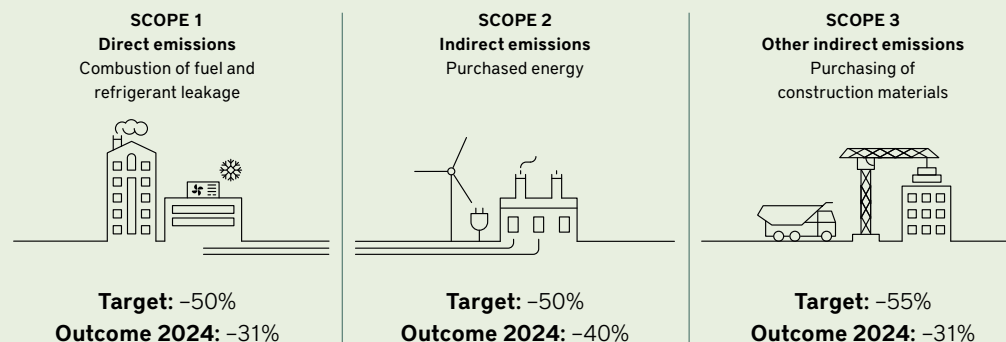 SCOPE 1
Direct emissions
Combustion of fuel and
refrigerant leakage
Target: –50%
Outcome 2024: –31%
SCOPE 2
Indirect emissions
Purchased energy
Target: –50%
Outcome 2024: –40%
SCOPE 3
Other indirect emissions
Purchasing of
construction materials
Target: –55%
Outcome 2024: –31%